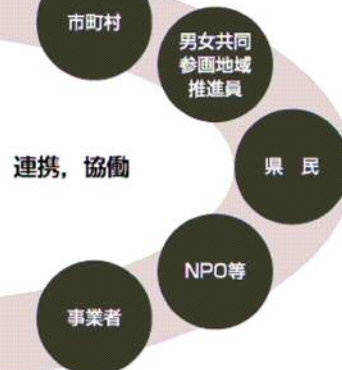 市町村
男女共同
参画地域
推進員
連携，協働
県　民
NPO等
事業者